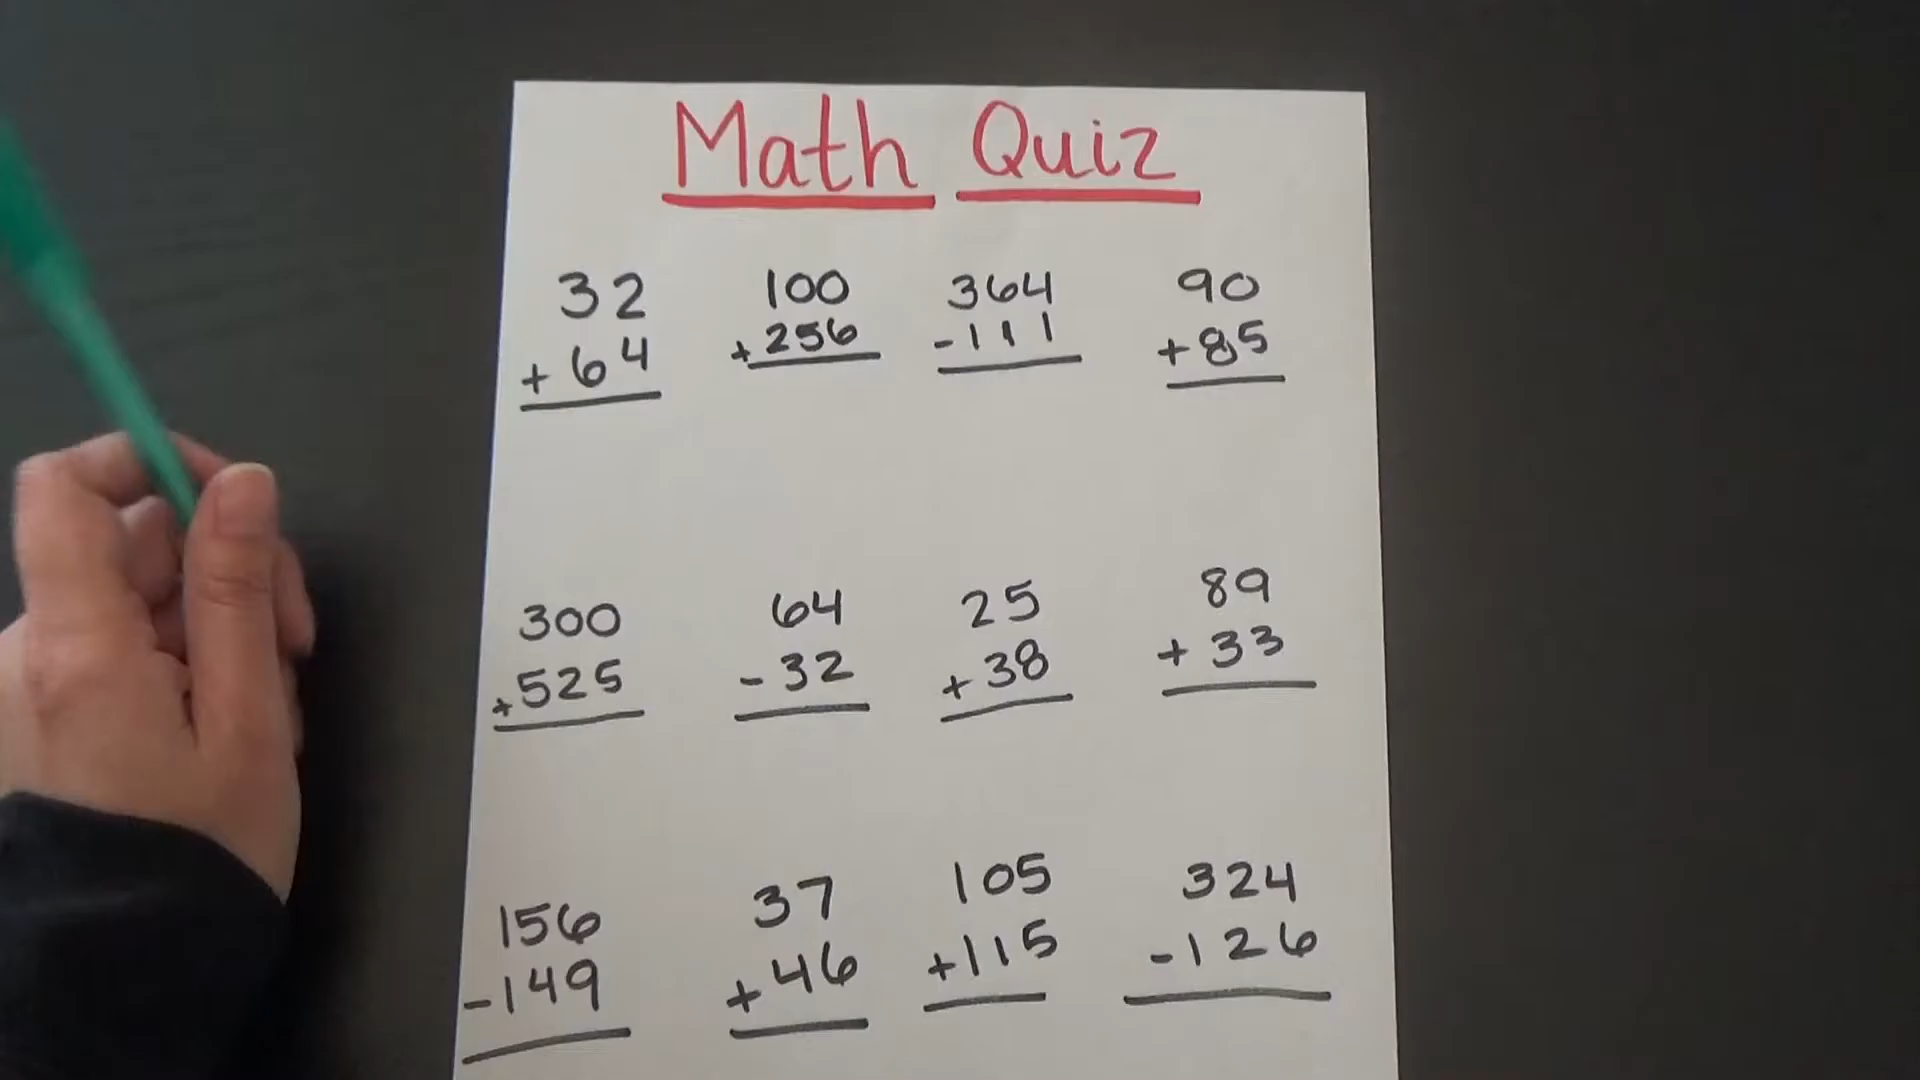 Math Quiz
32 100 364 90
+64 +256 -111 +85
300 64 25 89
+525 -32 +38 +33
156 37 105 324
-149 +46 +115 -126